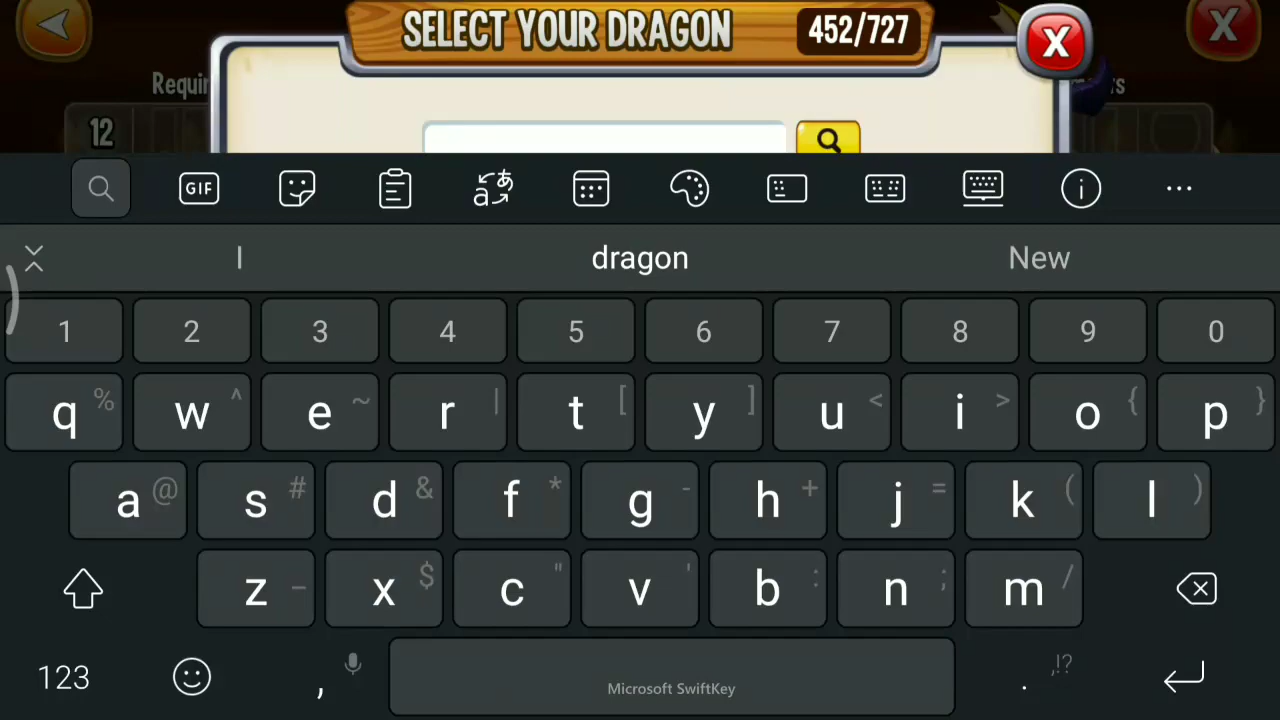 SELECT YOUR DRAGON 452/727
Requir
12
GIF
I dragon New
1 2 3 4 5 6 7 8 9 0
q % w ^ e ~ r | t [ y ] u < i > o { p }
a @ s # d & f * g - h + j = k ( l )
z _ x $ c " v ' b : n ; m /
123 , Microsoft SwiftKey . ,!?